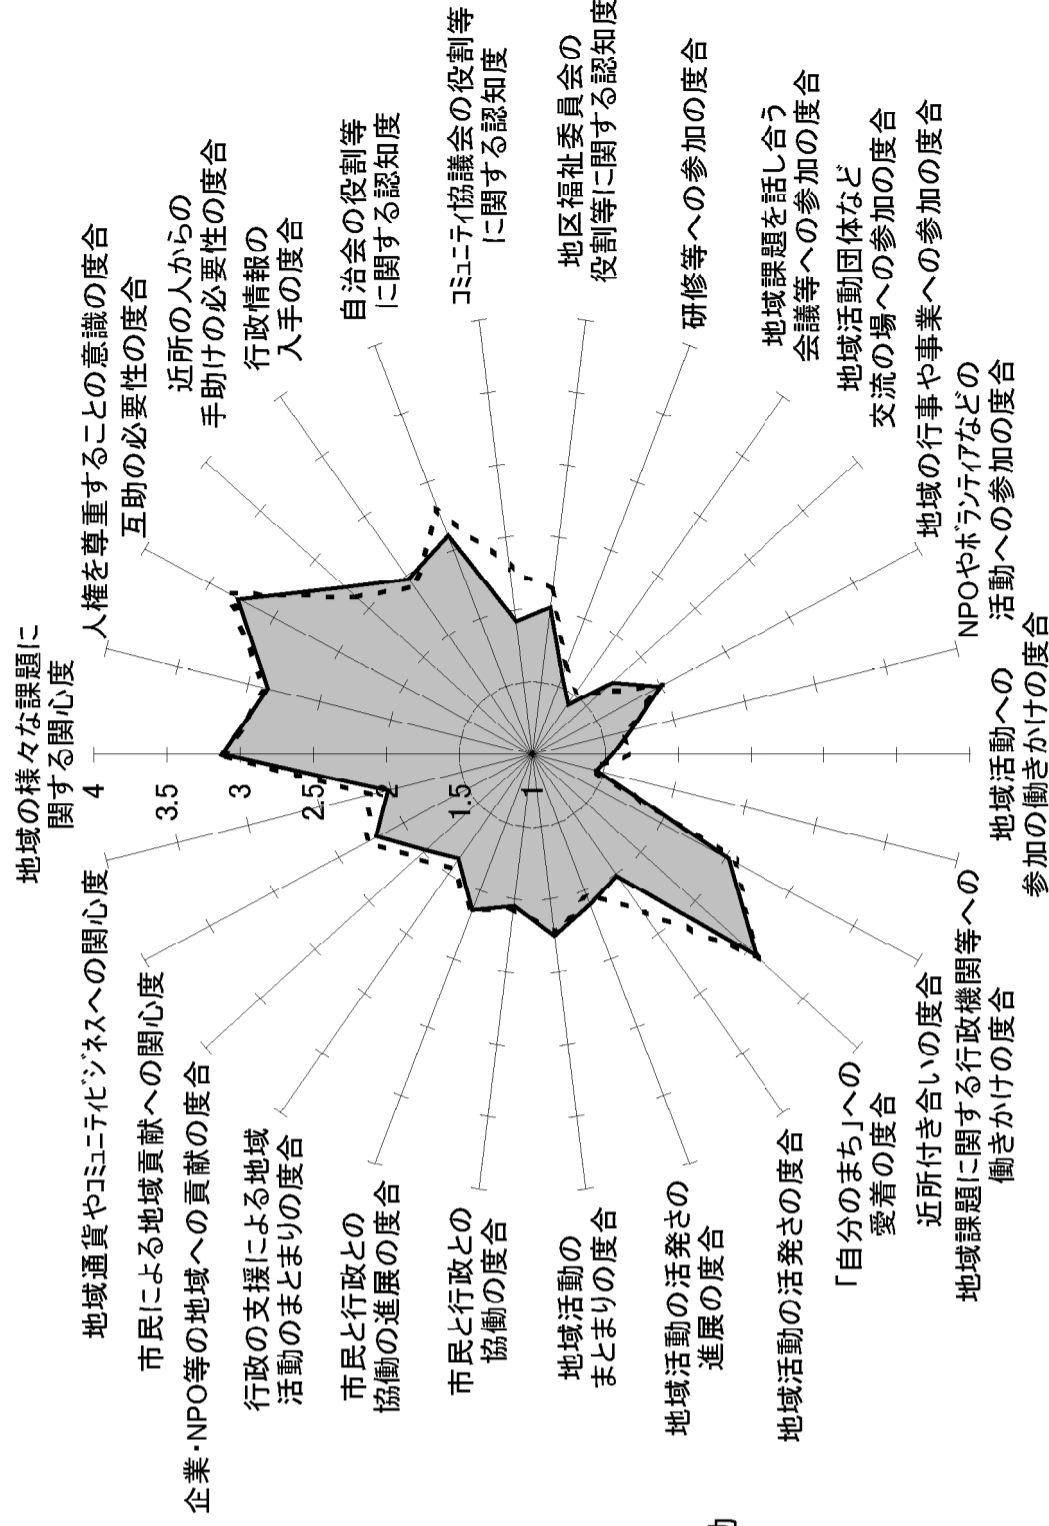 地域の様々な課題に
関する関心度
人権を尊重することの意識の度合
互助の必要性の度合
近所の人からの
手助けの必要性の度合
行政情報の
入手の度合
自治会の役割等
に関する認知度
コミュニティ協議会の役割等
に関する認知度
地区福祉委員会の
役割等に関する認知度
研修等への参加の度合
地域課題を話し合う
会議等への参加の度合
地域活動団体など
交流の場への参加の度合
地域の行事や事業への参加の度合
NPOやボランティアなどの
活動への参加の度合
地域活動への
参加の働きかけの度合
地域課題に関する行政機関等への
働きかけの度合
近所付き合いの度合
「自分のまち」への
愛着の度合
地域活動の活発さの度合
地域活動の活発さの
進展の度合
地域活動の
まとまりの度合
市民と行政との
協働の度合
市民と行政との
協働の進展の度合
行政の支援による地域
活動のまとまりの度合
企業・NPO等の地域への貢献の度合
市民による地域貢献への関心度
地域通貨やコミュニティビジネスへの関心度
4
3.5
3
2.5
2
1.5
1